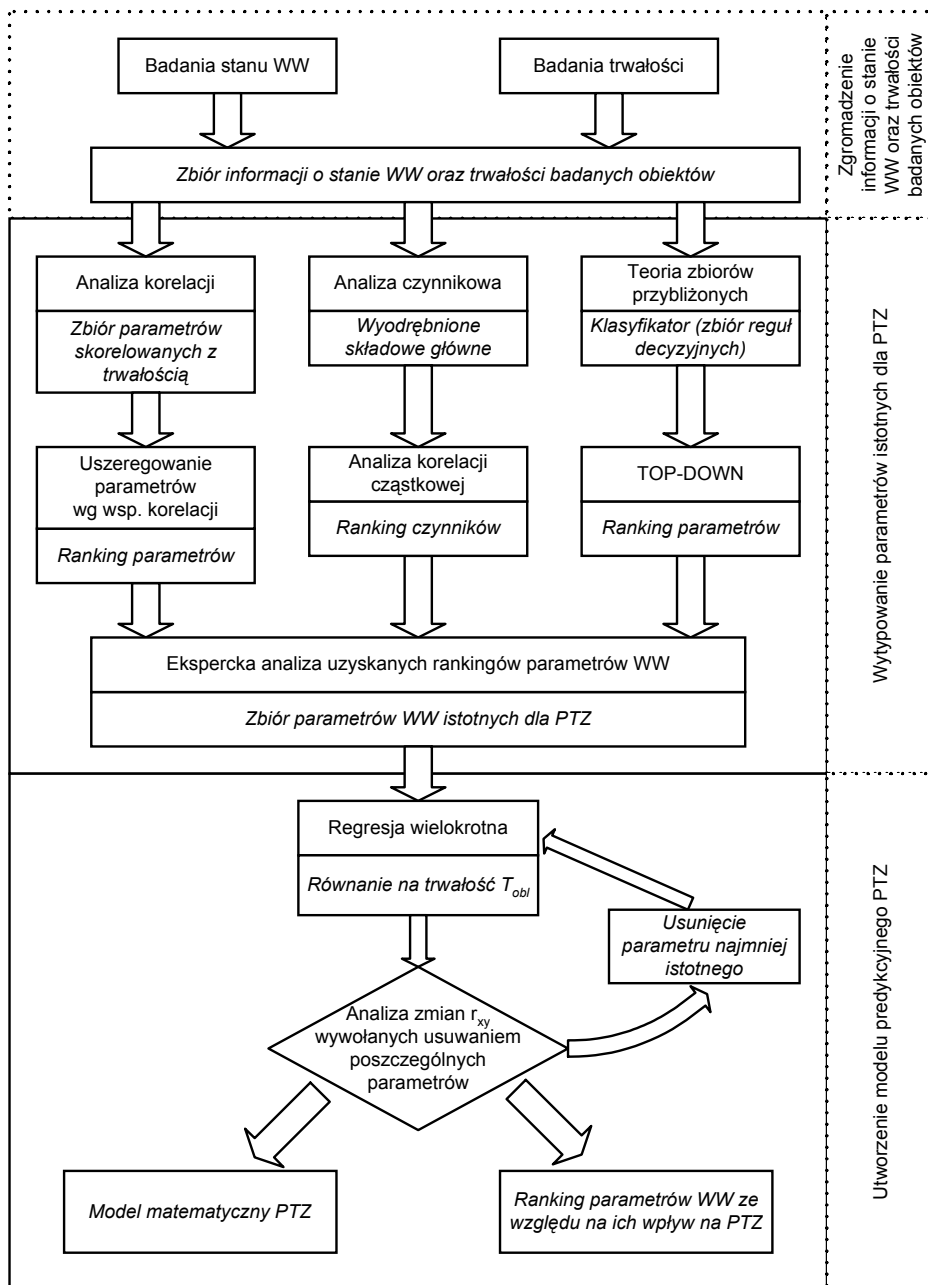 Badania stanu WW
Badania trwałości
Zgromadzenie
informacji o stanie
WW oraz trwałości
badanych obiektów
Zbiór informacji o stanie WW oraz trwałości badanych obiektów
Analiza korelacji
Zbiór parametrów
skorelowanych z
trwałością
Analiza czynnikowa
Wyodrębnione
składowe główne
Teoria zbiorów
przybliżonych
Klasyfikator (zbiór reguł
decyzyjnych)
Uszeregowanie
parametrów
wg wsp. korelacji
Ranking parametrów
Analiza korelacji
cząstkowej
Ranking czynników
TOP-DOWN
Ranking parametrów
Wytypowanie parametrów istotnych dla PTZ
Ekspercka analiza uzyskanych rankingów parametrów WW
Zbiór parametrów WW istotnych dla PTZ
Regresja wielokrotna
Równanie na trwałość T_obl
Usunięcie
parametru najmniej
istotnego
Analiza zmian r_xy
wywołanych usuwaniem
poszczególnych
parametrów
Utworzenie modelu predykcyjnego PTZ
Model matematyczny PTZ
Ranking parametrów WW ze
względu na ich wpływ na PTZ